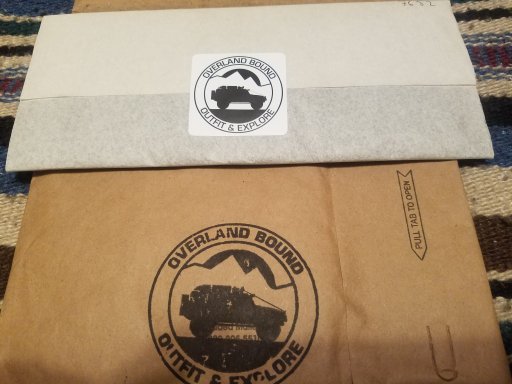 OVERLAND BOUND
OUTFIT & EXPLORE
PULL TAB TO OPEN
OVERLAND BOUND
OUTFIT & EXPLORE